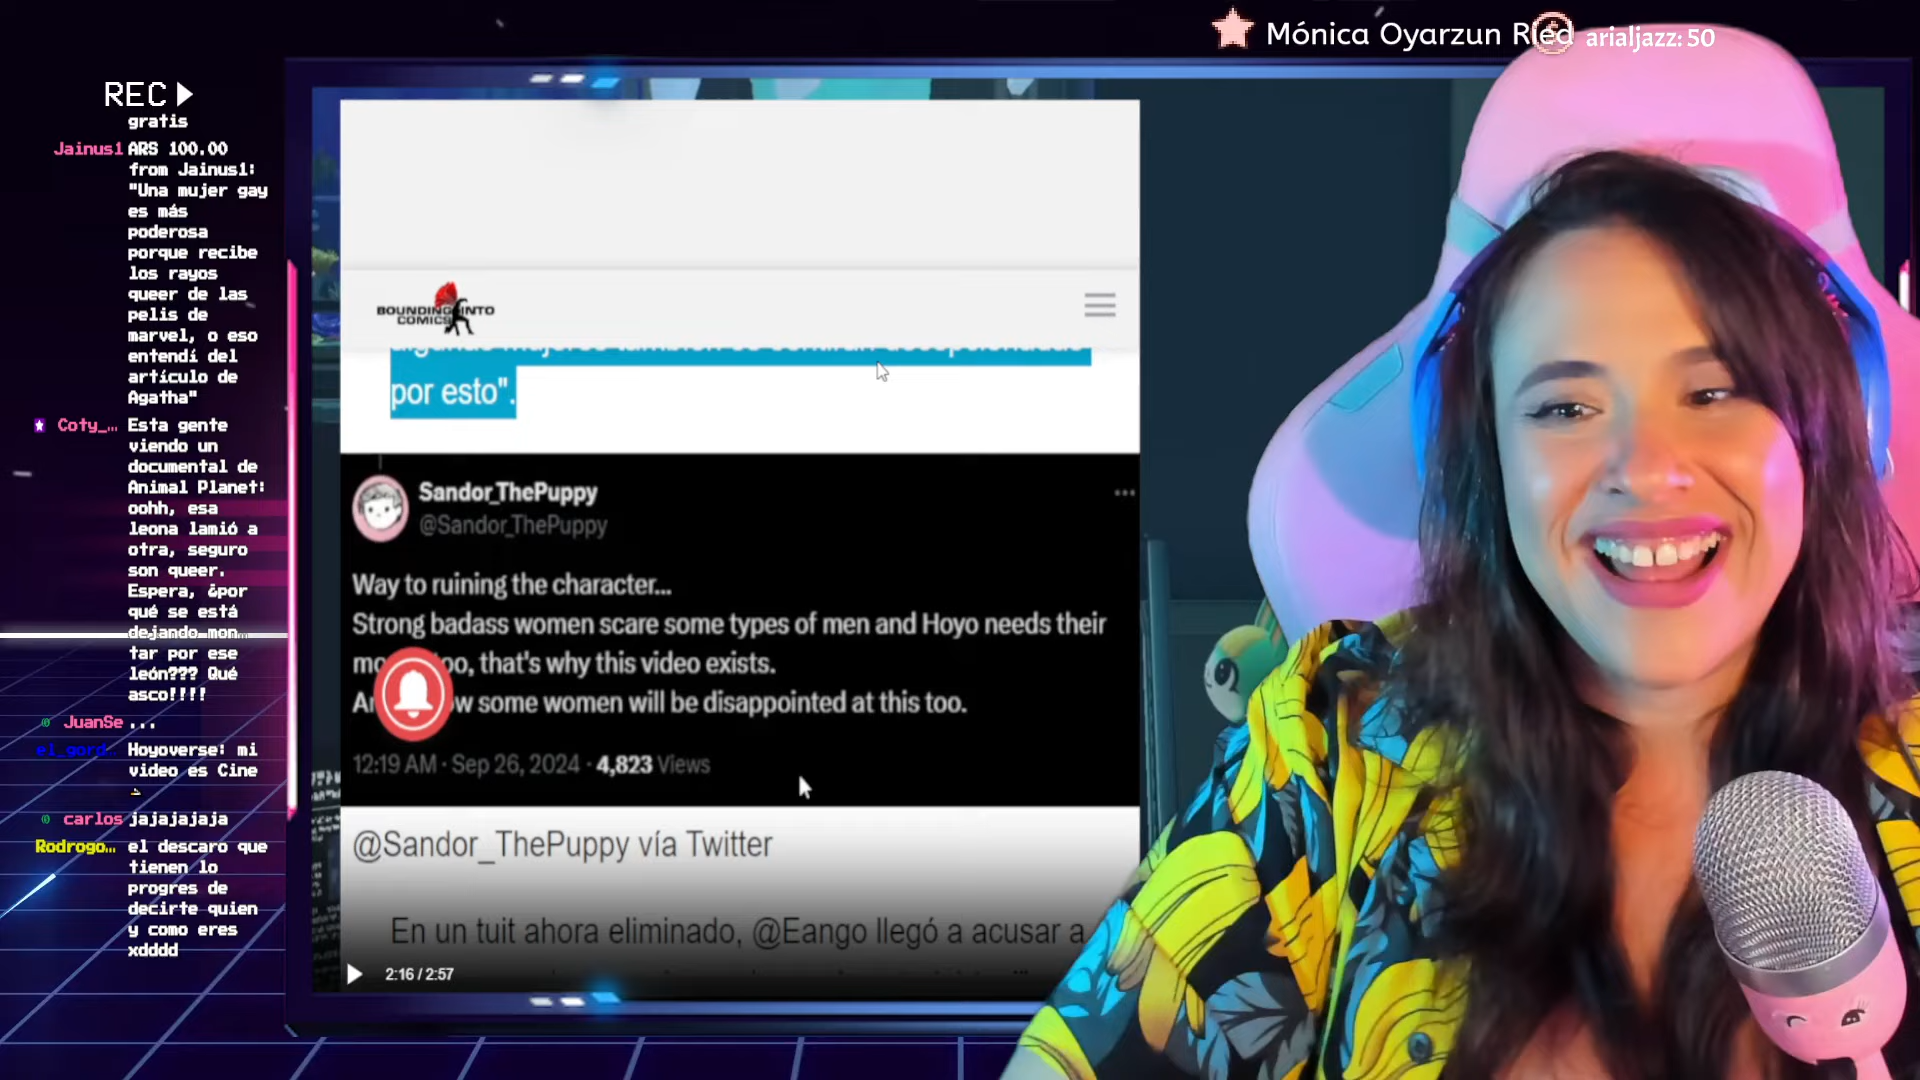 Mónica Oyarzun Ried
arialjazz: 50
REC
gratis
Jainus1 ARS 100.00
from Jainus1:
"Una mujer gay
es más
poderosa
porque recibe
los rayos
queer de las
pelis de
marvel, o eso
entendí del
artículo de
Agatha"
Coty_... Esta gente
viendo un
documental de
Animal Planet:
oohh, esa
leona lamió a
otra, seguro
son queer.
Espera, ¿por
qué se está
dejando mon
tar por ese
león??? Qué
asco!!!!
JuanSe ...
el_gord... Hoyoverse: mi
video es Cine
carlos jajajajaja
Rodrogo... el descaro que
tienen lo
progres de
decirte quien
y como eres
xdddd
BOUNDING INTO
COMICS
por esto".
Sandor_ThePuppy
@Sandor_ThePuppy
Way to ruining the character...
Strong badass women scare some types of men and Hoyo needs their
that's why this video exists.
some women will be disappointed at this too.
12:19 AM · Sep 26, 2024 · 4,823 Views
@Sandor_ThePuppy vía Twitter
En un tuit ahora eliminado, @Eango llegó a acusar a
2:16 / 2:57